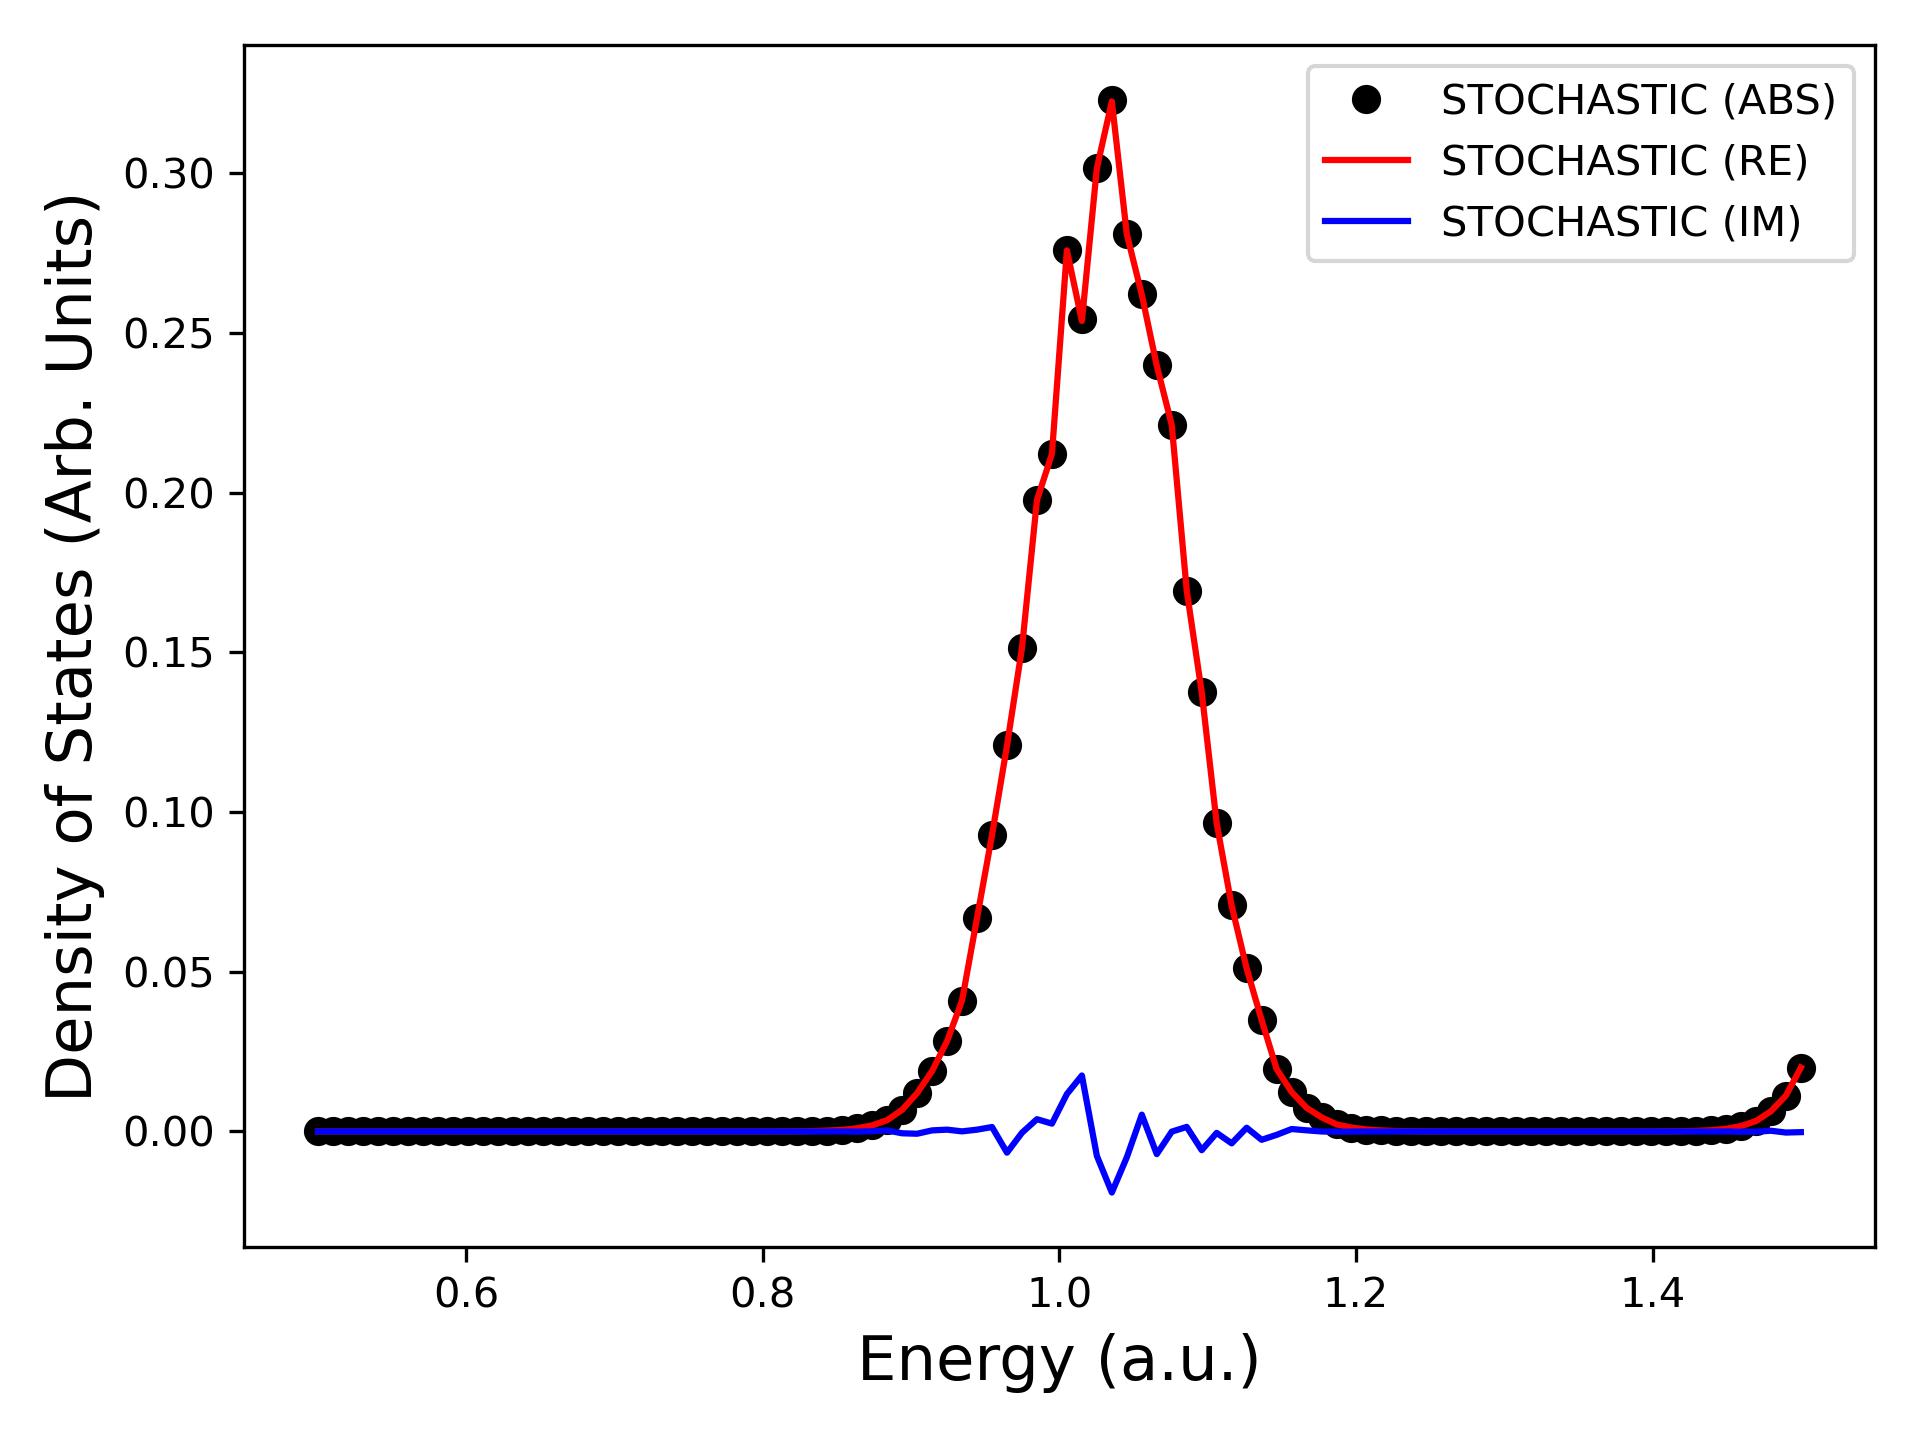 STOCHASTIC (ABS)
STOCHASTIC (RE)
STOCHASTIC (IM)
Density of States (Arb. Units)
0.30
0.25
0.20
0.15
0.10
0.05
0.00
0.6 0.8 1.0 1.2 1.4
Energy (a.u.)